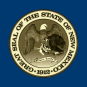 GREAT SEAL OF THE STATE OF NEW MEXICO
·1912·